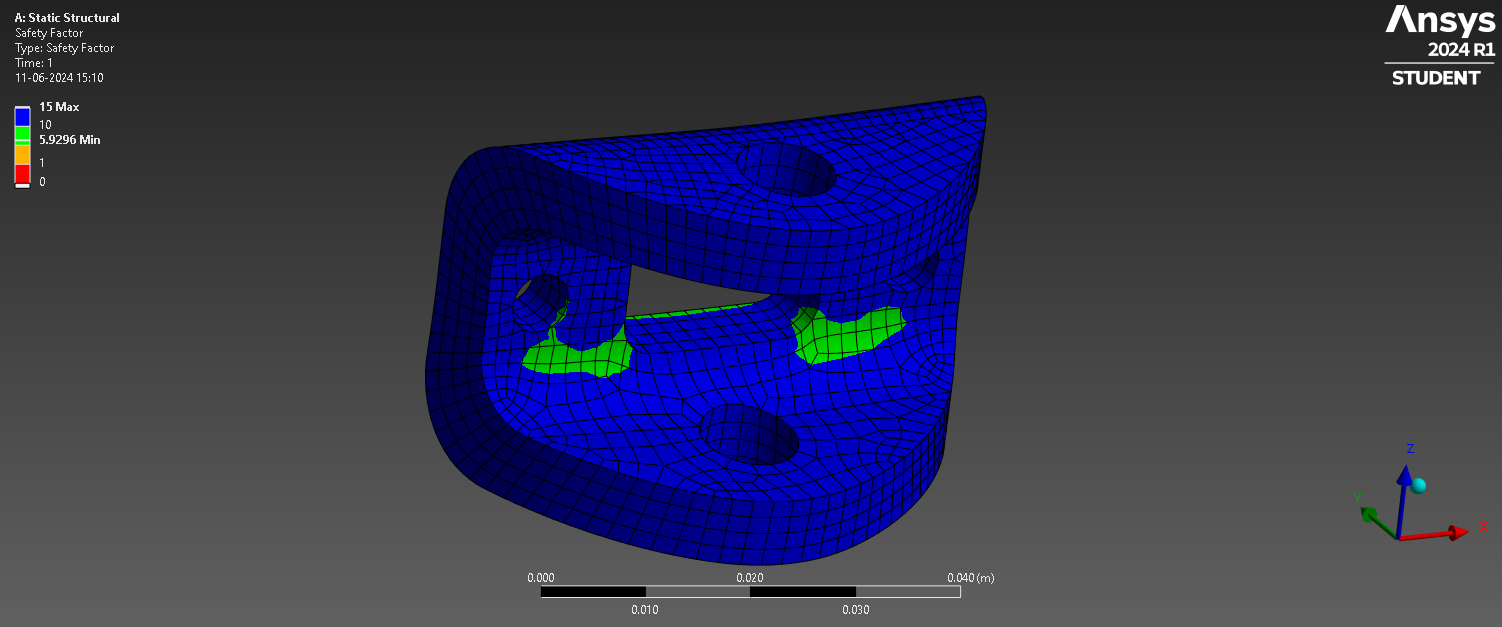 A: Static Structural
Safety Factor
Type: Safety Factor
Time: 1
11-06-2024 15:10
15 Max
10
5.9296 Min
1
0
Ansys
2024 R1
STUDENT
Z
Y
X
0.000 0.020 0.040 (m)
0.010 0.030